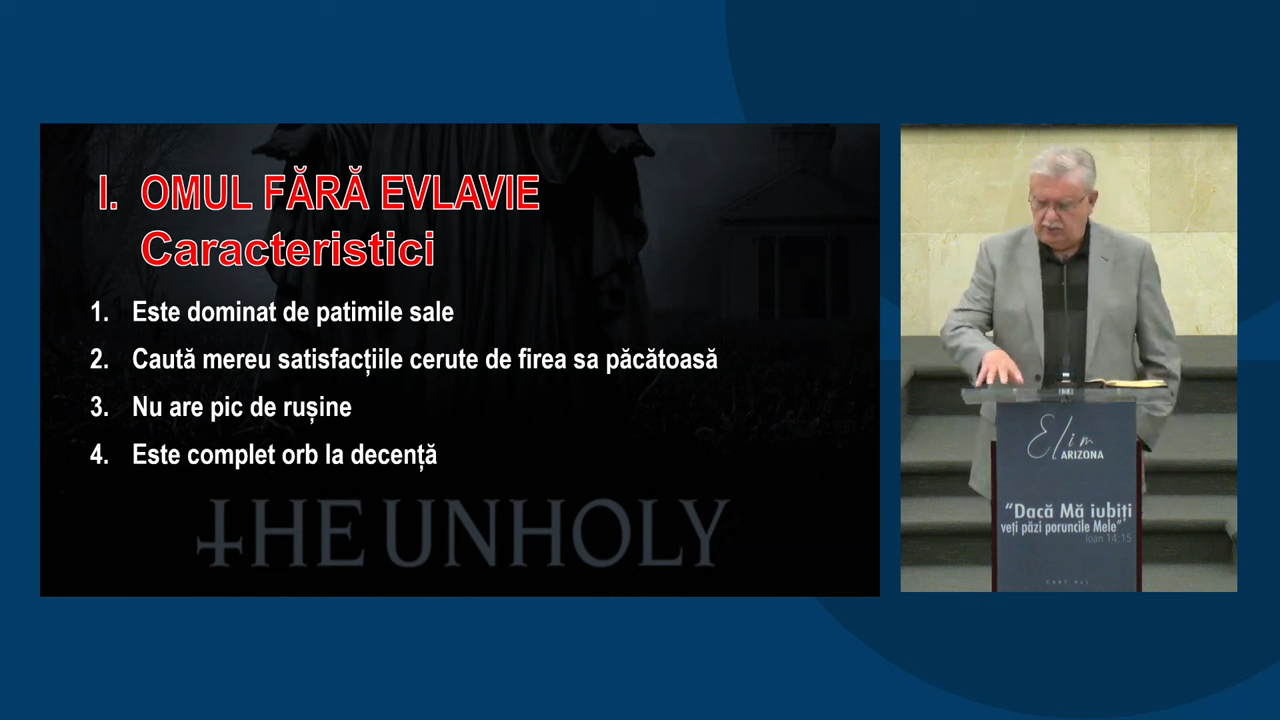 I. OMUL FĂRĂ EVLAVIE
Caracteristici
1. Este dominat de patimile sale
2. Caută mereu satisfacțiile cerute de firea sa păcătoasă
3. Nu are pic de rușine
4. Este complet orb la decență
THE UNHOLY
Elim
ARIZONA
“Dacă Mă iubiți
veți păzi poruncile Mele”
Ioan 14:15